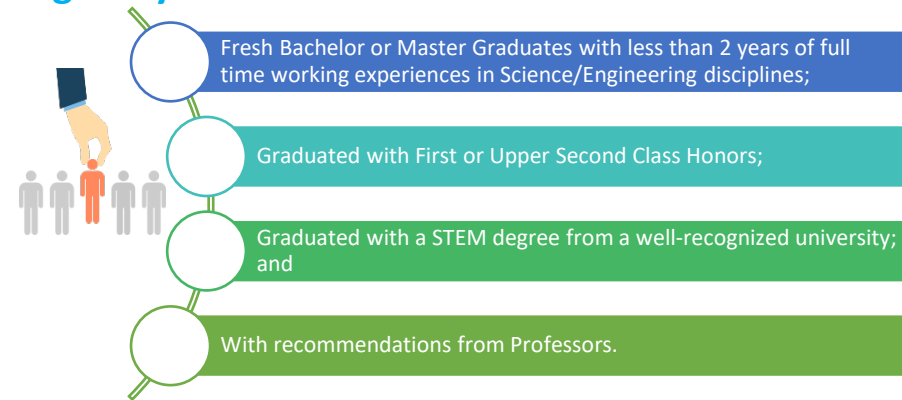 Fresh Bachelor or Master Graduates with less than 2 years of full
time working experiences in Science/Engineering disciplines;
Graduated with First or Upper Second Class Honors;
Graduated with a STEM degree from a well-recognized university;
and
With recommendations from Professors.